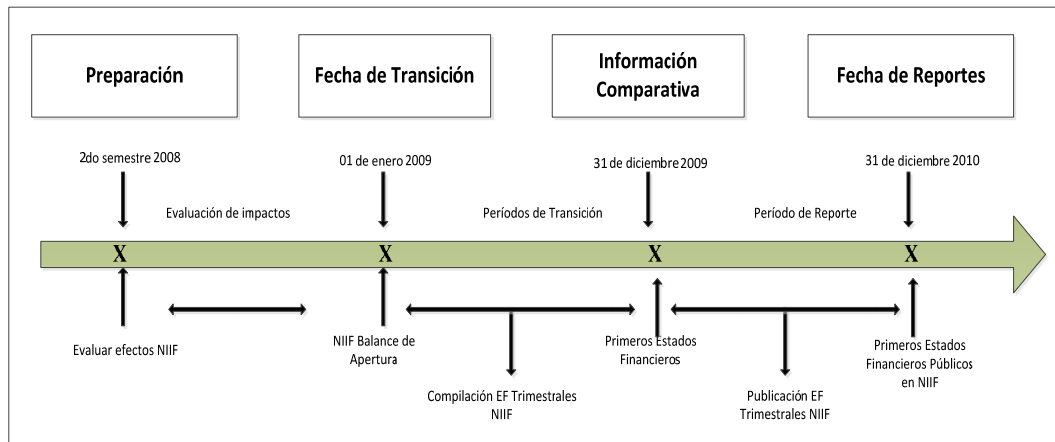 Preparación
Fecha de Transición
Información
Comparativa
Fecha de Reportes
2do semestre 2008
01 de enero 2009
31 de diciembre 2009
31 de diciembre 2010
Evaluación de impactos
Períodos de Transición
Período de Reporte
X
X
X
X
Evaluar efectos NIIF
NIIF Balance de
Apertura
Primeros Estados
Financieros
Primeros Estados
Financieros Públicos
en NIIF
Compilación EF Trimestrales
NIIF
Publicación EF
Trimestrales NIIF